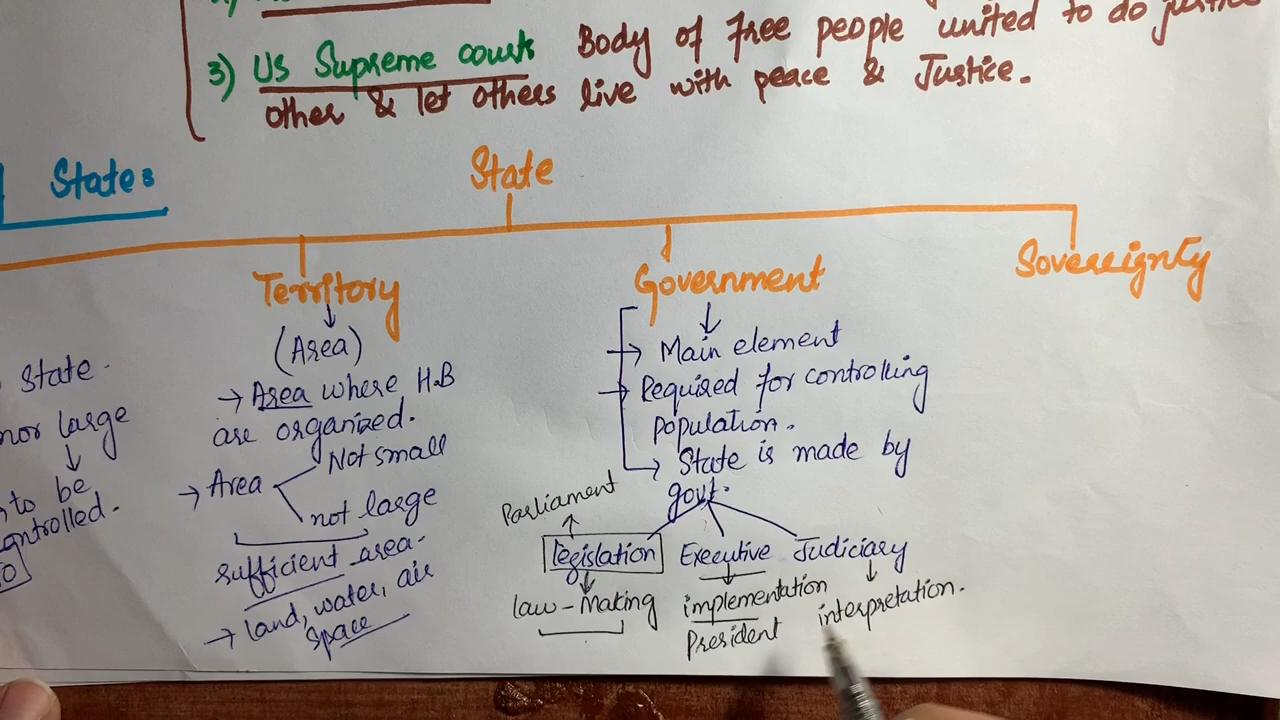 3) US Supreme courts Body of free people united to do justice
other & let others live with peace & Justice.
State:
State
Territory
Government
Sovereignty
State.
nor large
to be
controlled.
(Area)
→ Area where H.B
are organized.
→ Area
Not small
not large
sufficient area.
→ land, water, air
space
→ Main element
→ Required for controlling
population.
→ State is made by
govt.
Parliament
legislation Executive Judiciary
law-Making
implementation
President
interpretation.